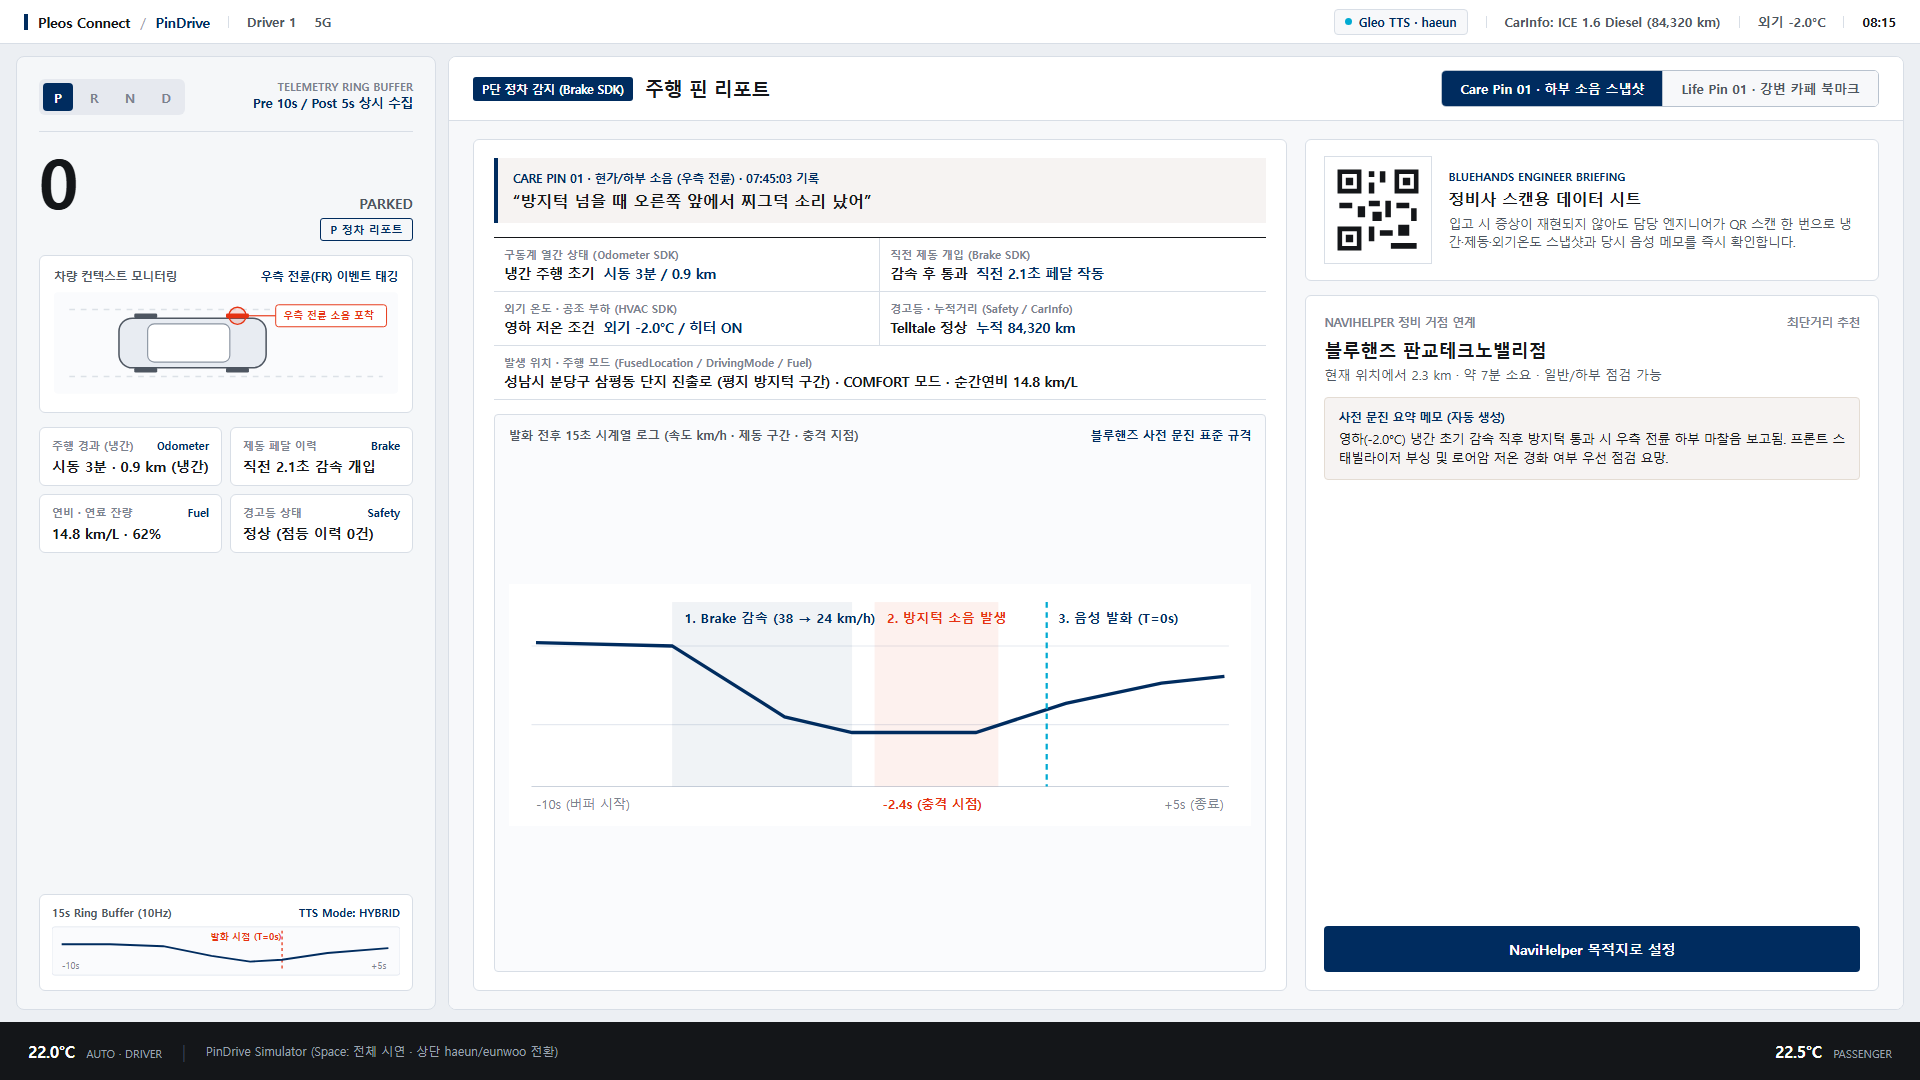 Pleos Connect / PinDrive Driver 1 5G
Gleo TTS · haeun CarInfo: ICE 1.6 Diesel (84,320 km) 외기 -2.0°C 08:15
P R N D
TELEMETRY RING BUFFER
Pre 10s / Post 5s 상시 수집
0
PARKED
P 정차 리포트
차량 컨텍스트 모니터링 우측 전륜(FR) 이벤트 태깅
우측 전륜 소음 포착
주행 경과 (냉간) Odometer
시동 3분 · 0.9 km (냉간)
제동 페달 이력 Brake
직전 2.1초 감속 개입
연비 · 연료 잔량 Fuel
14.8 km/L · 62%
경고등 상태 Safety
정상 (점등 이력 0건)
15s Ring Buffer (10Hz) TTS Mode: HYBRID
발화 시점 (T=0s)
-10s +5s
P단 정차 감지 (Brake SDK) 주행 핀 리포트
Care Pin 01 · 하부 소음 스냅샷 Life Pin 01 · 강변 카페 북마크
CARE PIN 01 · 현가/하부 소음 (우측 전륜) · 07:45:03 기록
“방지턱 넘을 때 오른쪽 앞에서 찌그덕 소리 났어”
구동계 열간 상태 (Odometer SDK)
냉간 주행 초기 시동 3분 / 0.9 km
직전 제동 개입 (Brake SDK)
감속 후 통과 직전 2.1초 페달 작동
외기 온도 · 공조 부하 (HVAC SDK)
영하 저온 조건 외기 -2.0°C / 히터 ON
경고등 · 누적거리 (Safety / CarInfo)
Telltale 정상 누적 84,320 km
발생 위치 · 주행 모드 (FusedLocation / DrivingMode / Fuel)
성남시 분당구 삼평동 단지 진출로 (평지 방지턱 구간) · COMFORT 모드 · 순간연비 14.8 km/L
발화 전후 15초 시계열 로그 (속도 km/h · 제동 구간 · 충격 지점) 블루핸즈 사전 문진 표준 규격
1. Brake 감속 (38 → 24 km/h) 2. 방지턱 소음 발생 3. 음성 발화 (T=0s)
-10s (버퍼 시작) -2.4s (충격 시점) +5s (종료)
BLUEHANDS ENGINEER BRIEFING
정비사 스캔용 데이터 시트
입고 시 증상이 재현되지 않아도 담당 엔지니어가 QR 스캔 한 번으로 냉
간·제동·외기온도 스냅샷과 당시 음성 메모를 즉시 확인합니다.
NAVIHELPER 정비 거점 연계 최단거리 추천
블루핸즈 판교테크노밸리점
현재 위치에서 2.3 km · 약 7분 소요 · 일반/하부 점검 가능
사전 문진 요약 메모 (자동 생성)
영하(-2.0°C) 냉간 초기 감속 직후 방지턱 통과 시 우측 전륜 하부 마찰음 보고됨. 프론트 스
태빌라이저 부싱 및 로어암 저온 경화 여부 우선 점검 요망.
NaviHelper 목적지로 설정
22.0°C AUTO · DRIVER PinDrive Simulator (Space: 전체 시연 · 상단 haeun/eunwoo 전환)
22.5°C PASSENGER